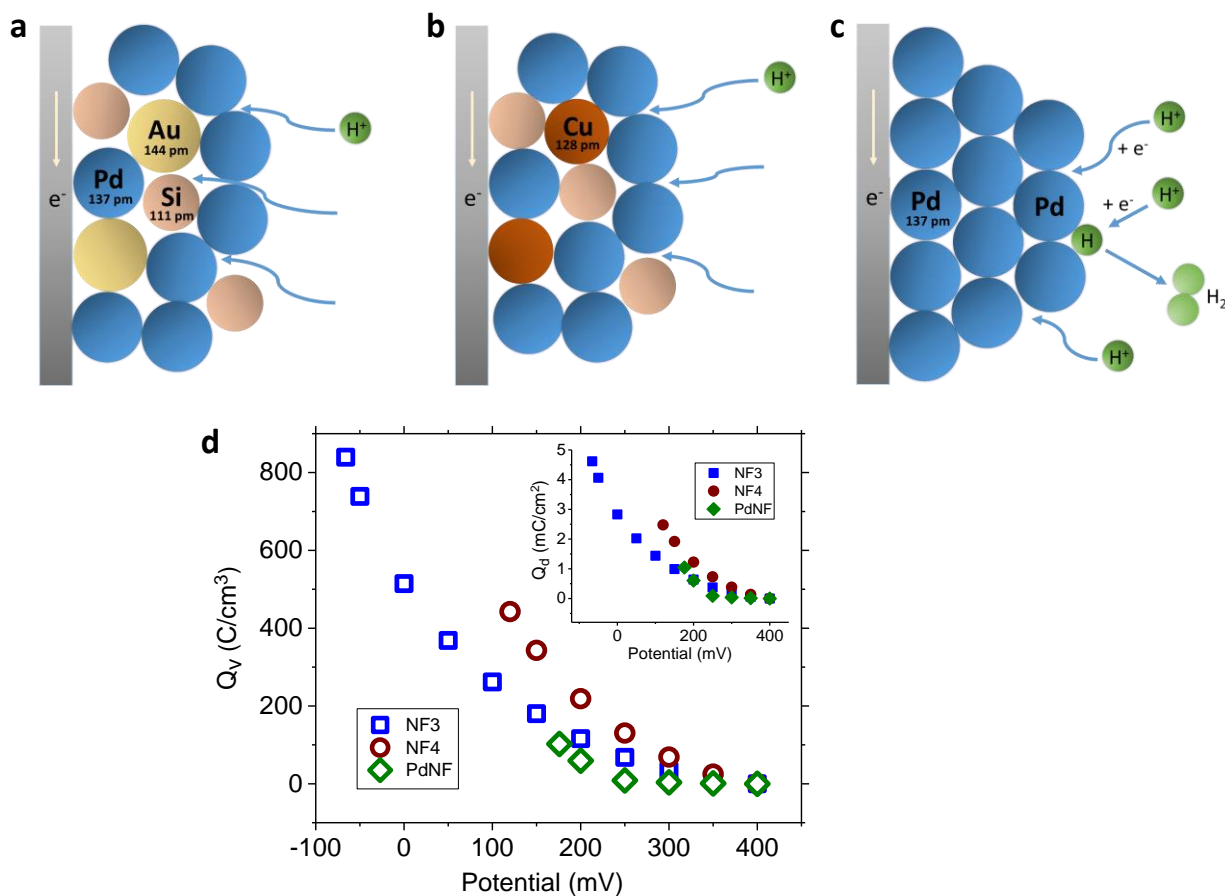 a
Au
144 pm
H⁺
Pd
137 pm
Si
111 pm
e⁻
b
Cu
128 pm
H⁺
e⁻
c
H⁺
+ e⁻
Pd
137 pm
Pd
+ e⁻
H⁺
H
H₂
H⁺
e⁻
d
800
600
400
200
0
Qᵥ (C/cm³)
-100 0 100 200 300 400
Potential (mV)
NF3
NF4
PdNF
5
4
3
2
1
0
Q_d (mC/cm²)
0 200 400
Potential (mV)
NF3
NF4
PdNF